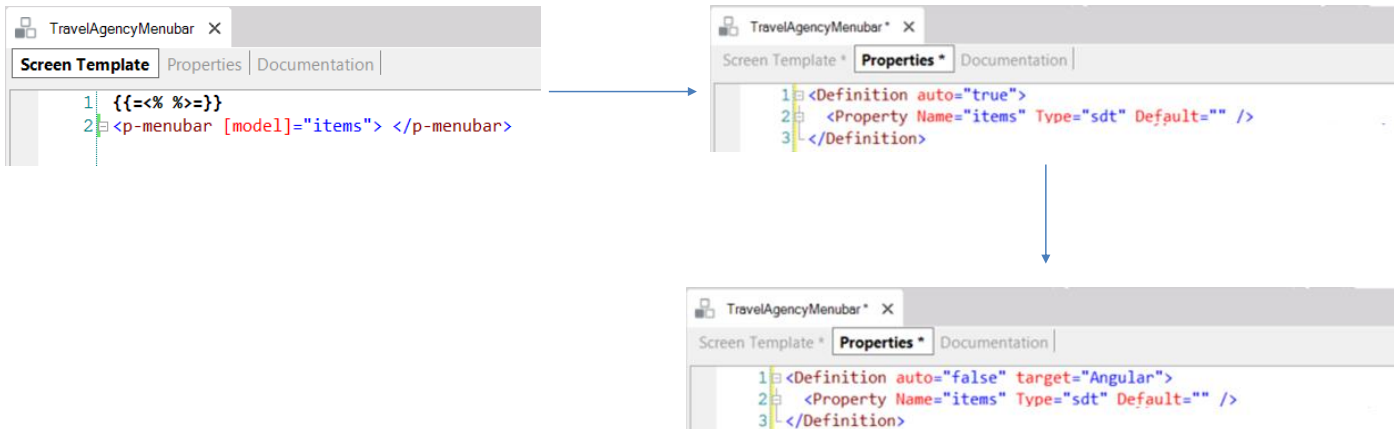 TravelAgencyMenubar X
Screen Template Properties Documentation
1 {{=<% %>=}}
2 <p-menubar [model]="items"> </p-menubar>
TravelAgencyMenubar* X
Screen Template * Properties * Documentation
1 <Definition auto="true">
2 <Property Name="items" Type="sdt" Default="" />
3 </Definition>
TravelAgencyMenubar* X
Screen Template * Properties * Documentation
1 <Definition auto="false" target="Angular">
2 <Property Name="items" Type="sdt" Default="" />
3 </Definition>